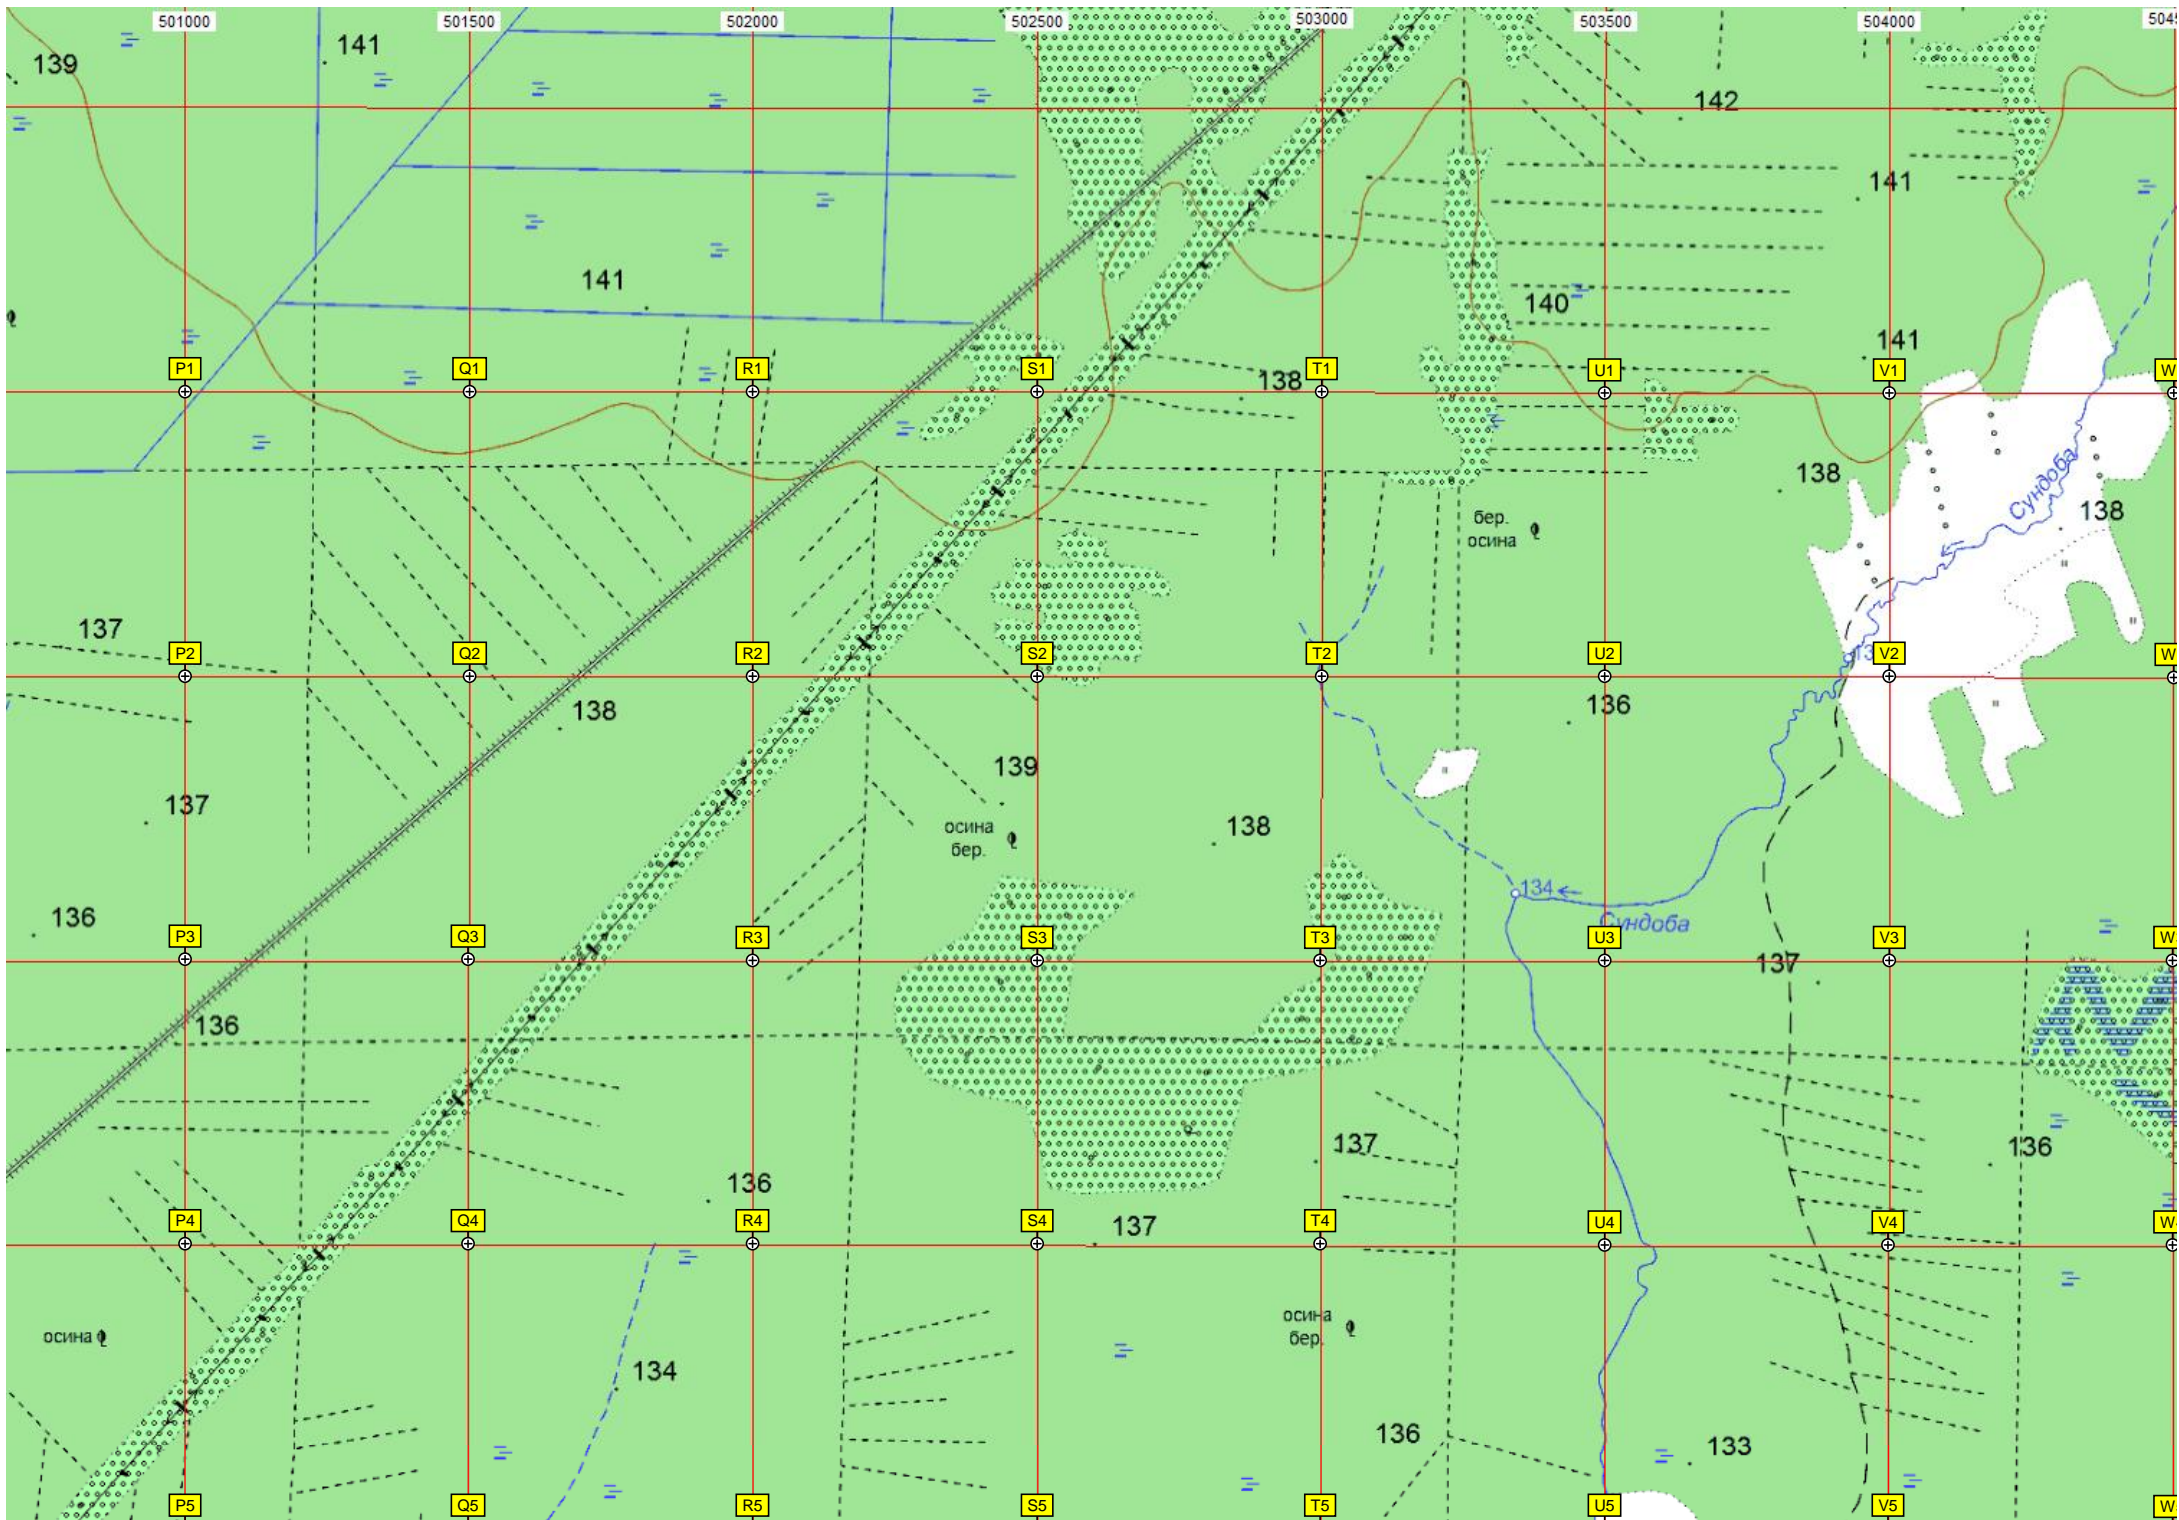 501000 501500 502000 502500 503000 503500 504000
139 141 142
141
141 140
141
P1 Q1 R1 S1 138 T1 U1 V1
138
Сундоба
138
бер.
осина
137
P2 Q2 R2 S2 T2 U2 V2
138 136
139
137
138
осина
бер.
134
136
Сундоба
P3 Q3 R3 S3 T3 U3 V3
137
136
137 136
136
P4 Q4 R4 S4 137 T4 U4 V4
осина
бер.
осина
134
136 133
P5 Q5 R5 S5 T5 U5 V5